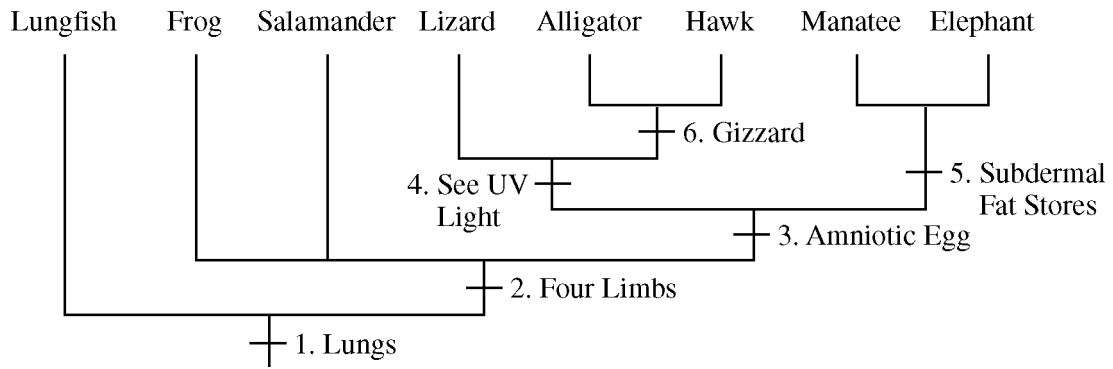 Lungfish Frog Salamander Lizard Alligator Hawk Manatee Elephant
6. Gizzard
4. See UV
Light
5. Subdermal
Fat Stores
3. Amniotic Egg
2. Four Limbs
1. Lungs